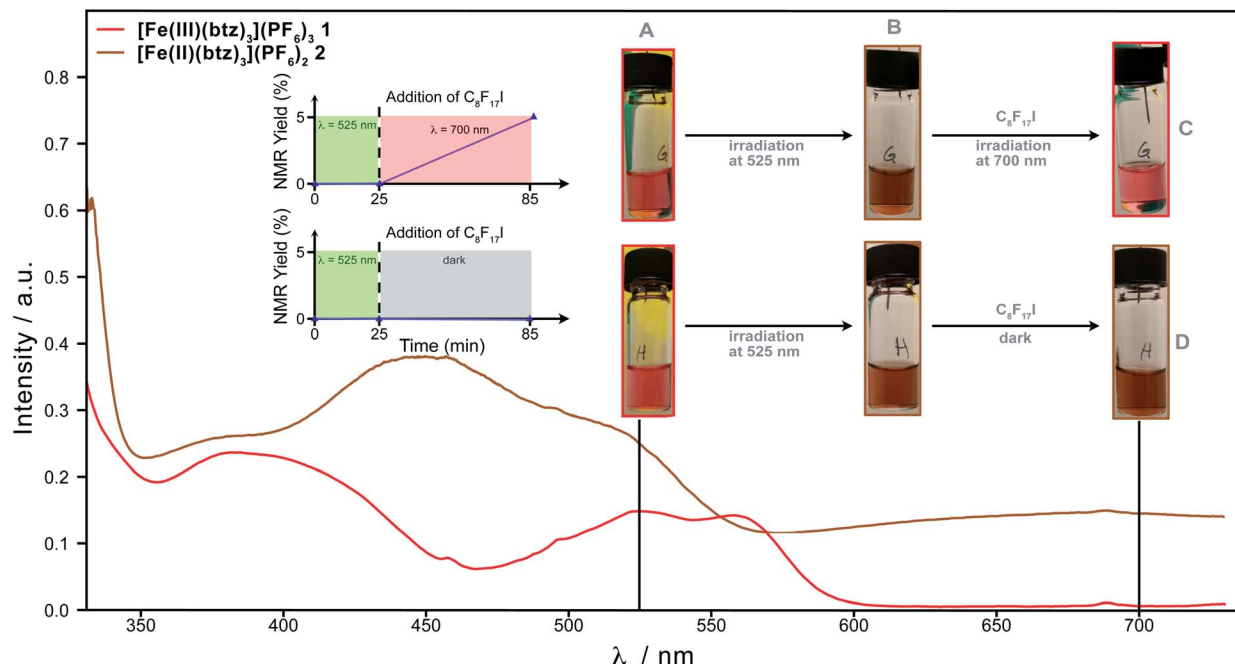 [Fe(III)(btz)₃](PF₆)₃ 1
[Fe(II)(btz)₃](PF₆)₂ 2
Intensity / a.u.
0.8
0.7
0.6
0.5
0.4
0.3
0.2
0.1
0.0
350
400
450
500
550
600
650
700
λ / nm
NMR Yield (%)
5
0
Addition of C₈F₁₇I
λ = 525 nm
λ = 700 nm
0
25
85
NMR Yield (%)
5
0
Addition of C₈F₁₇I
λ = 525 nm
dark
0
25
85
Time (min)
A
B
G
irradiation
at 525 nm
G
C₈F₁₇I
irradiation
at 700 nm
G
C
H
irradiation
at 525 nm
H
C₈F₁₇I
dark
H
D